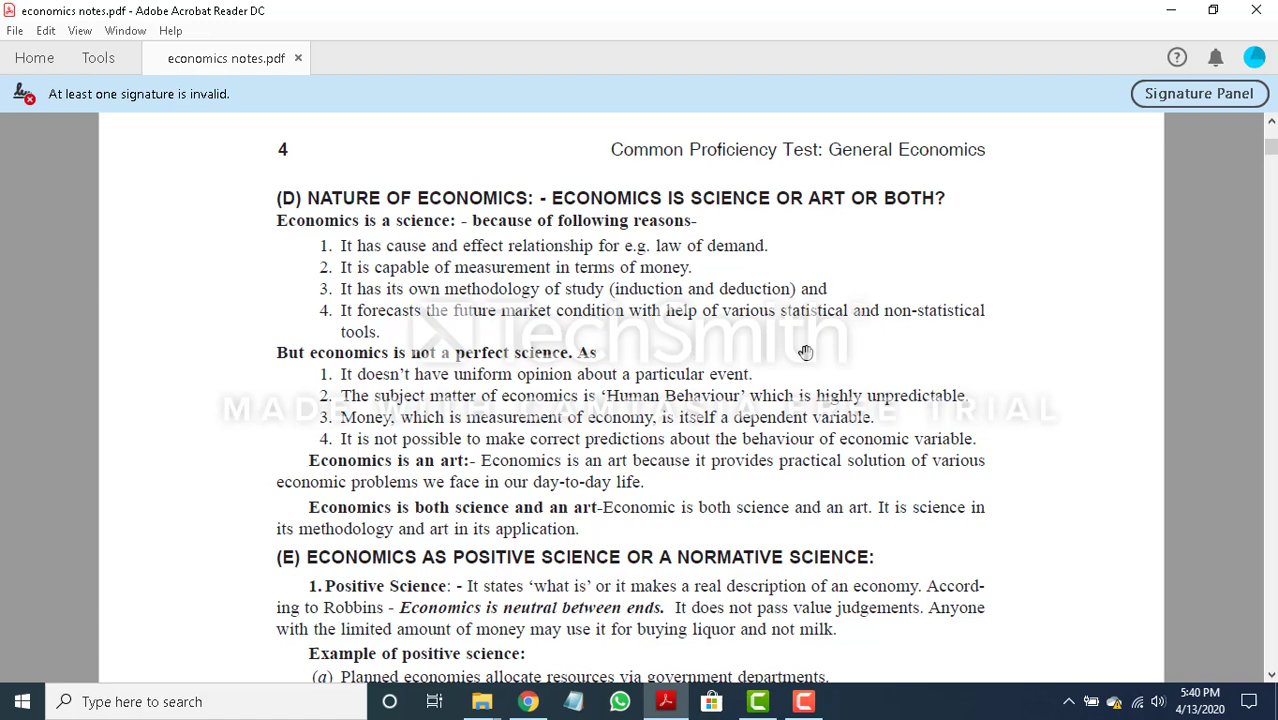 economics notes.pdf - Adobe Acrobat Reader DC
File Edit View Window Help
Home Tools economics notes.pdf ×
At least one signature is invalid.
Signature Panel
4 Common Proficiency Test: General Economics
(D) NATURE OF ECONOMICS: - ECONOMICS IS SCIENCE OR ART OR BOTH?
Economics is a science: - because of following reasons-
1. It has cause and effect relationship for e.g. law of demand.
2. It is capable of measurement in terms of money.
3. It has its own methodology of study (induction and deduction) and
4. It forecasts the future market condition with help of various statistical and non-statistical
tools.
TechSmith
But economics is not a perfect science. As
1. It doesn't have uniform opinion about a particular event.
2. The subject matter of economics is 'Human Behaviour' which is highly unpredictable.
MADE WITH CAMTASIA FREE TRIAL
3. Money, which is measurement of economy, is itself a dependent variable.
4. It is not possible to make correct predictions about the behaviour of economic variable.
Economics is an art:- Economics is an art because it provides practical solution of various
economic problems we face in our day-to-day life.
Economics is both science and an art-Economic is both science and an art. It is science in
its methodology and art in its application.
(E) ECONOMICS AS POSITIVE SCIENCE OR A NORMATIVE SCIENCE:
1. Positive Science: - It states 'what is' or it makes a real description of an economy. Accord-
ing to Robbins - Economics is neutral between ends. It does not pass value judgements. Anyone
with the limited amount of money may use it for buying liquor and not milk.
Example of positive science:
(a) Planned economies allocate resources via government departments.
Type here to search
5:40 PM
4/13/2020